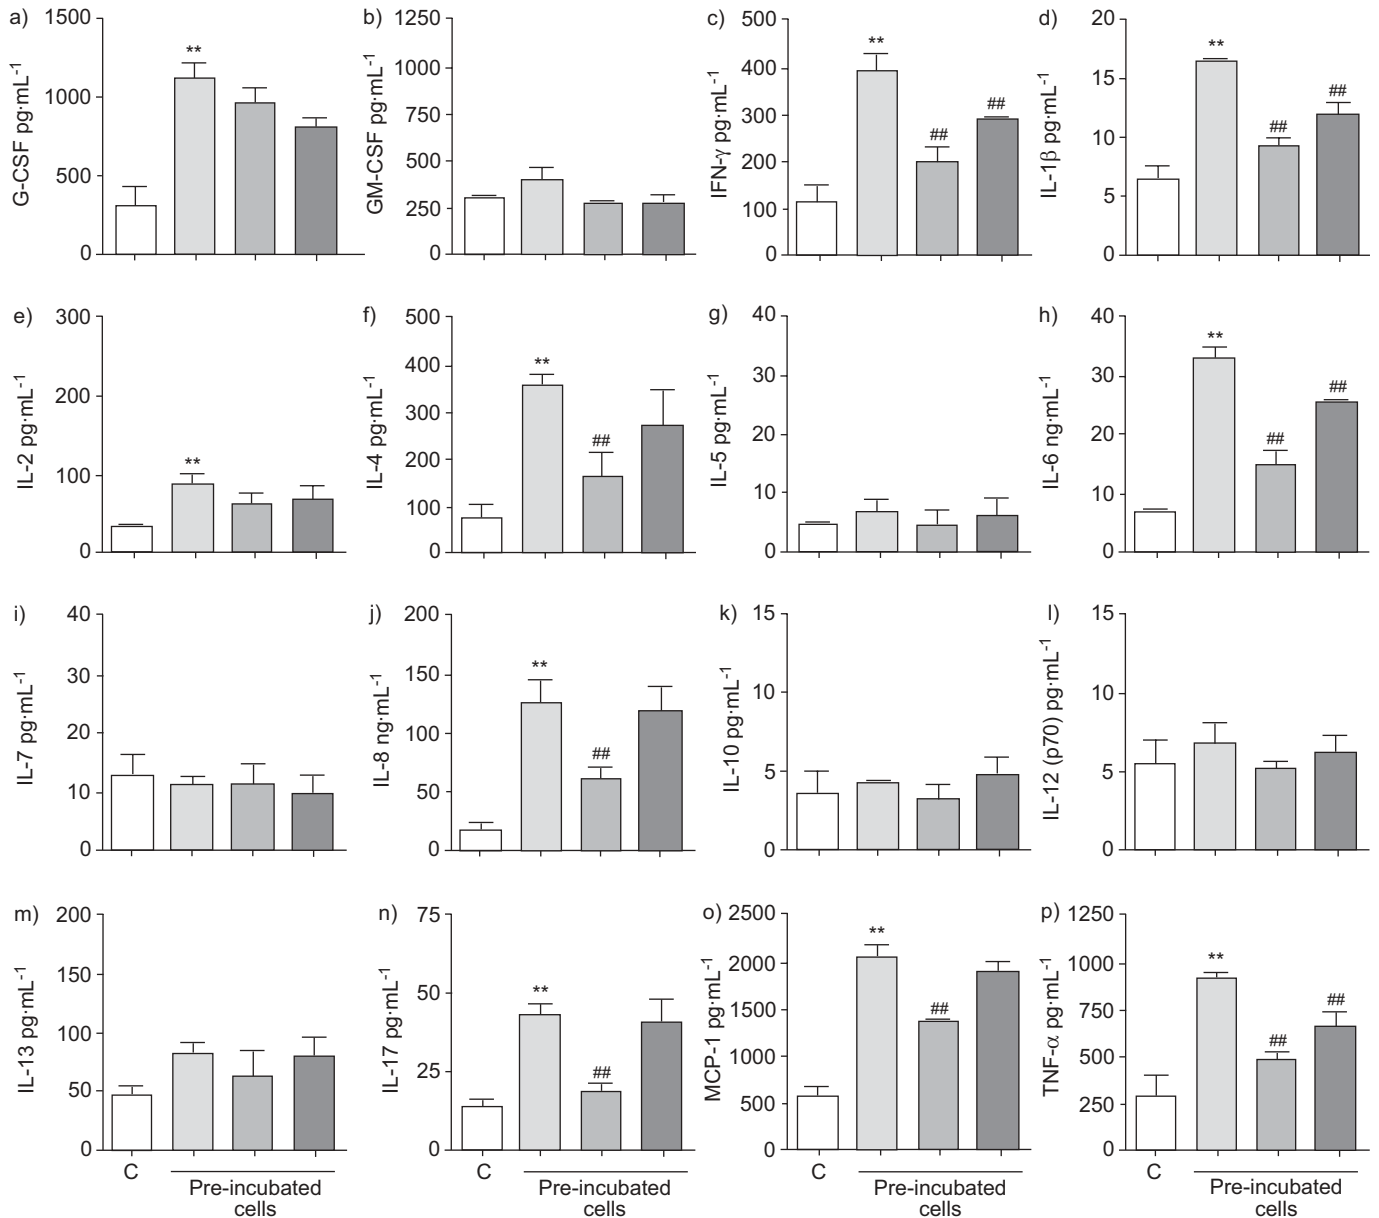 a)
1500
1000
500
0
G-CSF pg·mL-1
**
b)
1250
1000
750
500
250
0
GM-CSF pg·mL-1
c)
500
400
300
200
100
0
IFN-γ pg·mL-1
**
##
##
d)
20
15
10
5
0
IL-1β pg·mL-1
**
##
##
e)
300
200
100
0
IL-2 pg·mL-1
**
f)
500
400
300
200
100
0
IL-4 pg·mL-1
**
##
g)
40
30
20
10
0
IL-5 pg·mL-1
h)
40
30
20
10
0
IL-6 ng·mL-1
**
##
##
i)
40
30
20
10
0
IL-7 pg·mL-1
j)
200
150
100
50
0
IL-8 ng·mL-1
**
##
k)
15
10
5
0
IL-10 pg·mL-1
l)
15
10
5
0
IL-12 (p70) pg·mL-1
m)
200
150
100
50
0
IL-13 pg·mL-1
C
Pre-incubated
cells
n)
75
50
25
0
IL-17 pg·mL-1
**
##
C
Pre-incubated
cells
o)
2500
2000
1500
1000
500
0
MCP-1 pg·mL-1
**
##
C
Pre-incubated
cells
p)
1250
1000
750
500
250
0
TNF-α pg·mL-1
**
##
##
C
Pre-incubated
cells